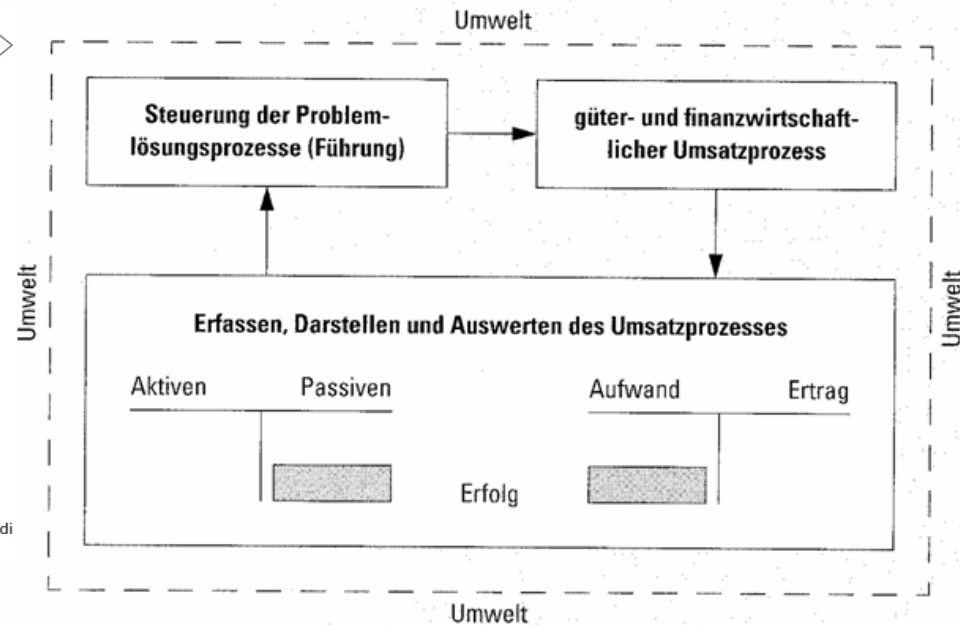 Umwelt
Steuerung der Problem-
lösungsprozesse (Führung)
güter- und finanzwirtschaft-
licher Umsatzprozess
Umwelt
Umwelt
Erfassen, Darstellen und Auswerten des Umsatzprozesses
Aktiven
Passiven
Aufwand
Ertrag
Erfolg
di
Umwelt